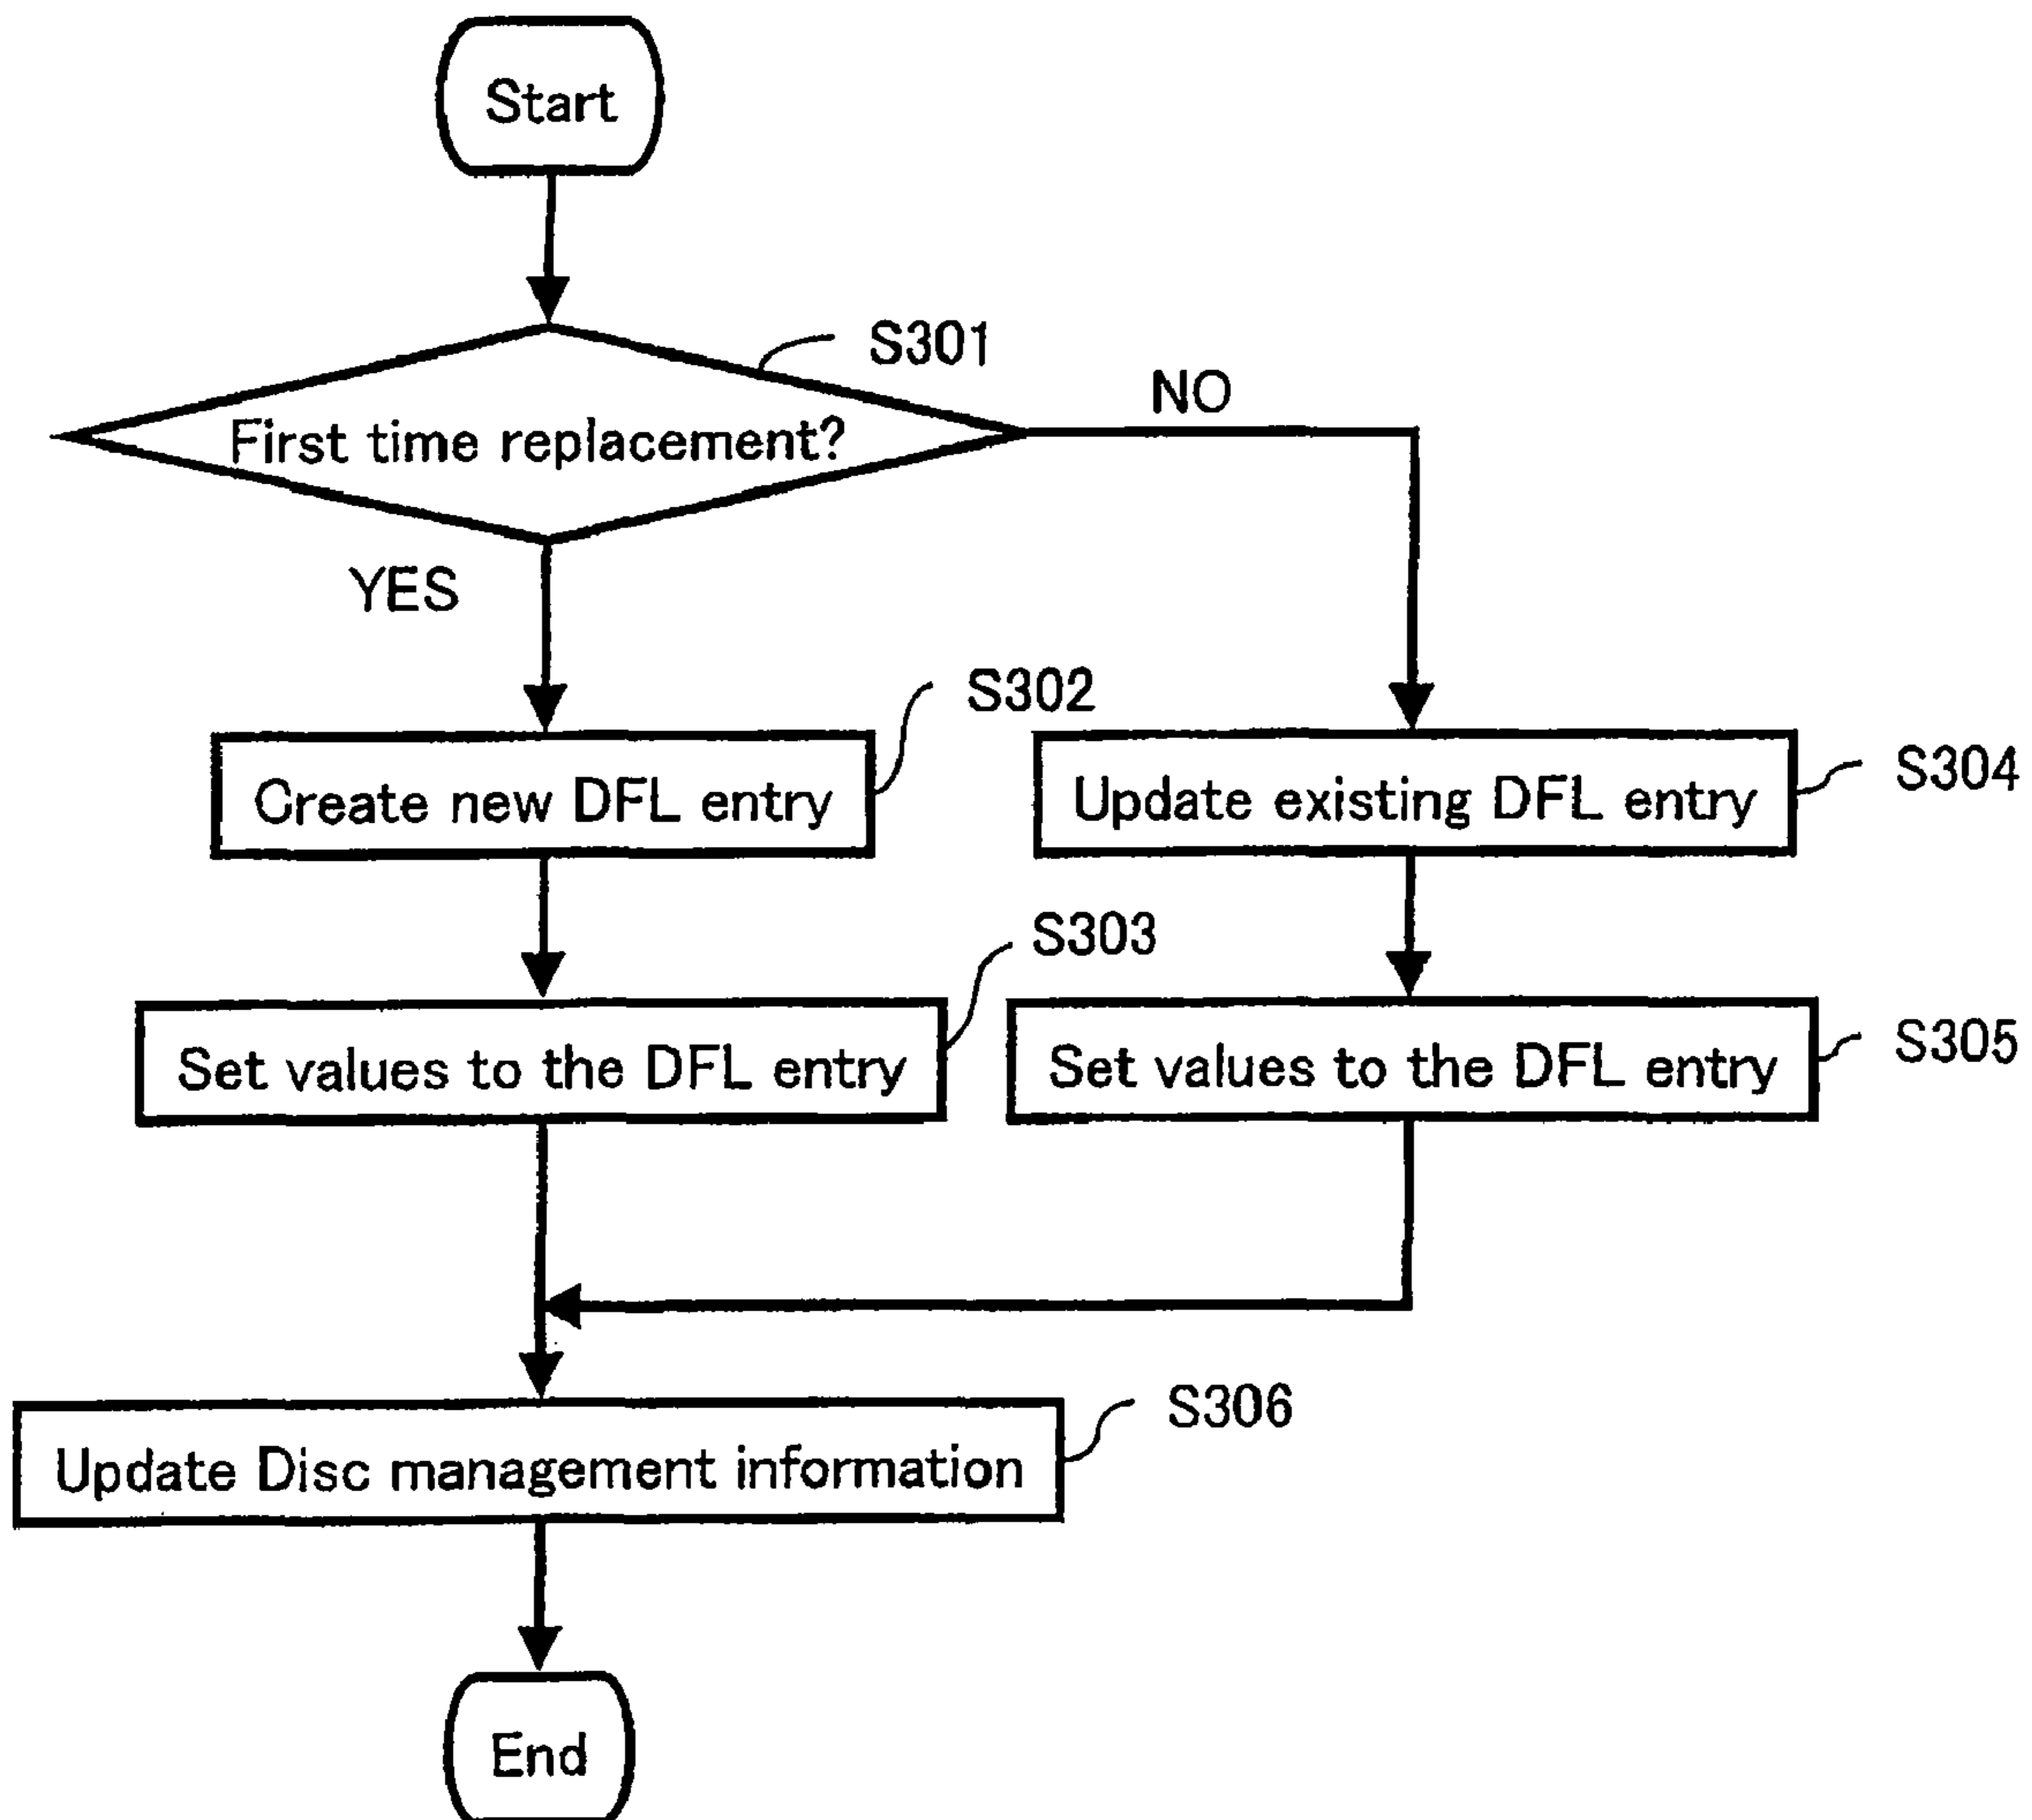 Start
S301
First time replacement?
NO
YES
S302
Create new DFL entry
S304
Update existing DFL entry
S303
Set values to the DFL entry
S305
Set values to the DFL entry
S306
Update Disc management information
End